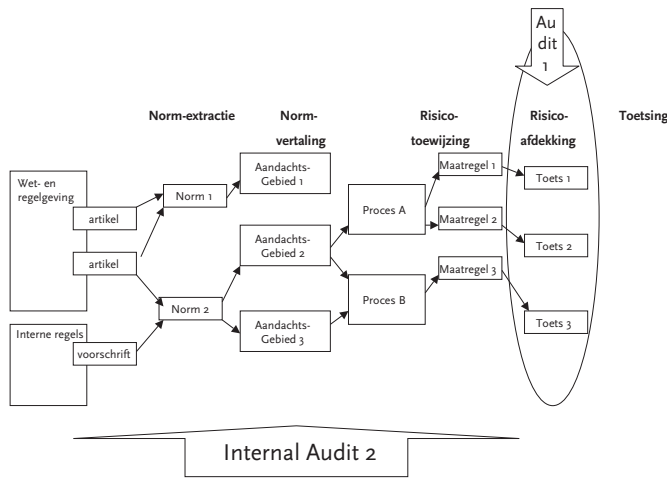 Au
dit
1
Norm-extractie
Norm-
vertaling
Risico-
toewijzing
Risico-
afdekking
Toetsing
Wet- en
regelgeving
artikel
artikel
Interne regels
voorschrift
Norm 1
Norm 2
Aandachts-
Gebied 1
Aandachts-
Gebied 2
Aandachts-
Gebied 3
Proces A
Proces B
Maatregel 1
Maatregel 2
Maatregel 3
Toets 1
Toets 2
Toets 3
Internal Audit 2